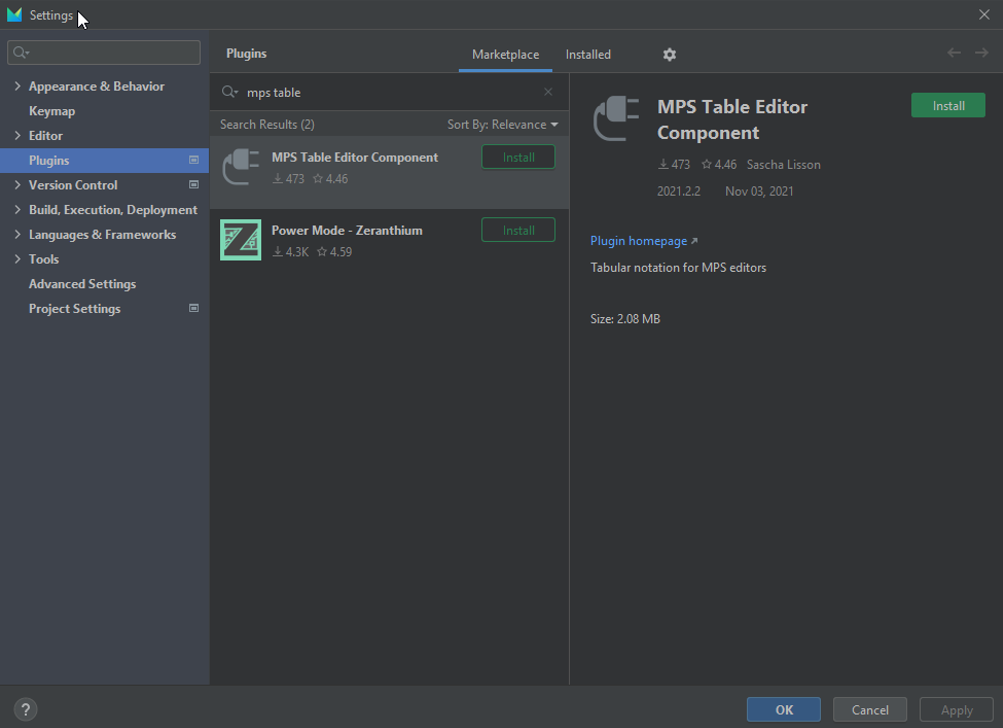 Settings
Plugins
Marketplace
Installed
Appearance & Behavior
Keymap
Editor
Plugins
Version Control
Build, Execution, Deployment
Languages & Frameworks
Tools
Advanced Settings
Project Settings
mps table
Search Results (2)
Sort By: Relevance
MPS Table Editor Component
Install
473 4.46
Power Mode - Zeranthium
Install
4.3K 4.59
MPS Table Editor
Component
Install
473 4.46 Sascha Lisson
2021.2.2 Nov 03, 2021
Plugin homepage
Tabular notation for MPS editors
Size: 2.08 MB
?
OK
Cancel
Apply